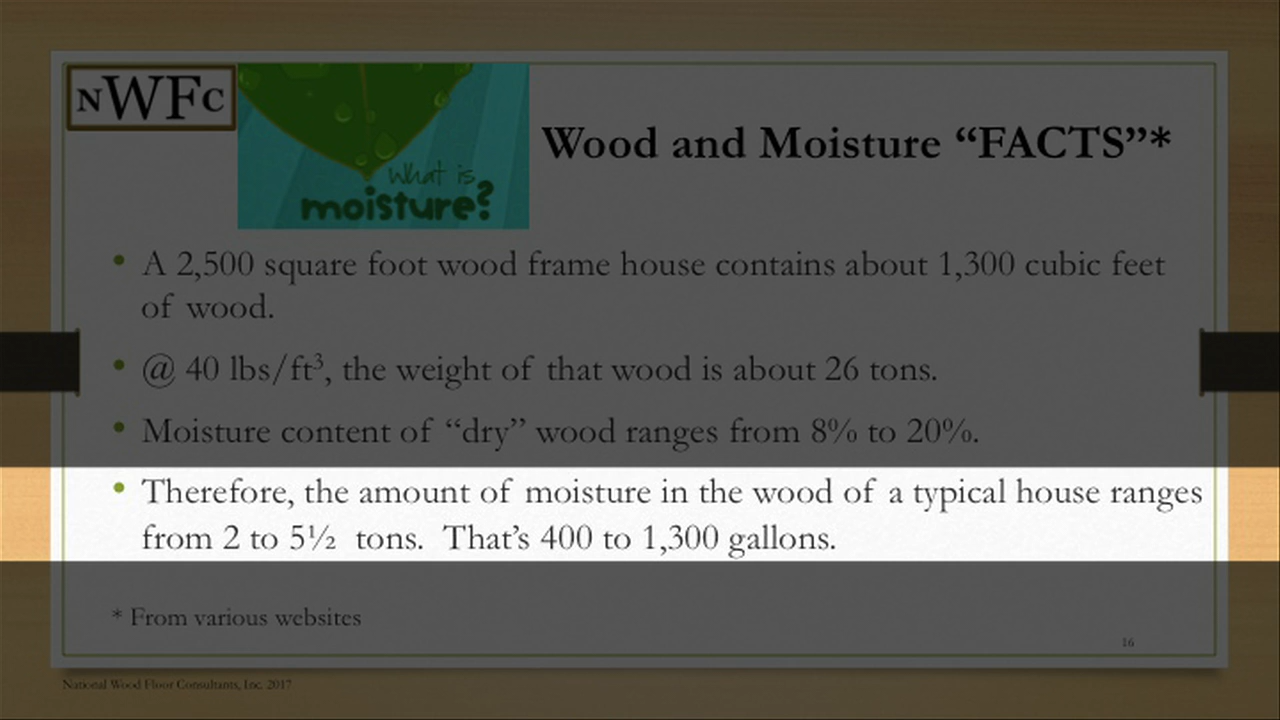 NWFC
What is
moisture?
Wood and Moisture “FACTS”*
• A 2,500 square foot wood frame house contains about 1,300 cubic feet
of wood.
• @ 40 lbs/ft³, the weight of that wood is about 26 tons.
• Moisture content of “dry” wood ranges from 8% to 20%.
• Therefore, the amount of moisture in the wood of a typical house ranges
from 2 to 5½ tons. That’s 400 to 1,300 gallons.
* From various websites
16
National Wood Floor Consultants, Inc. 2017